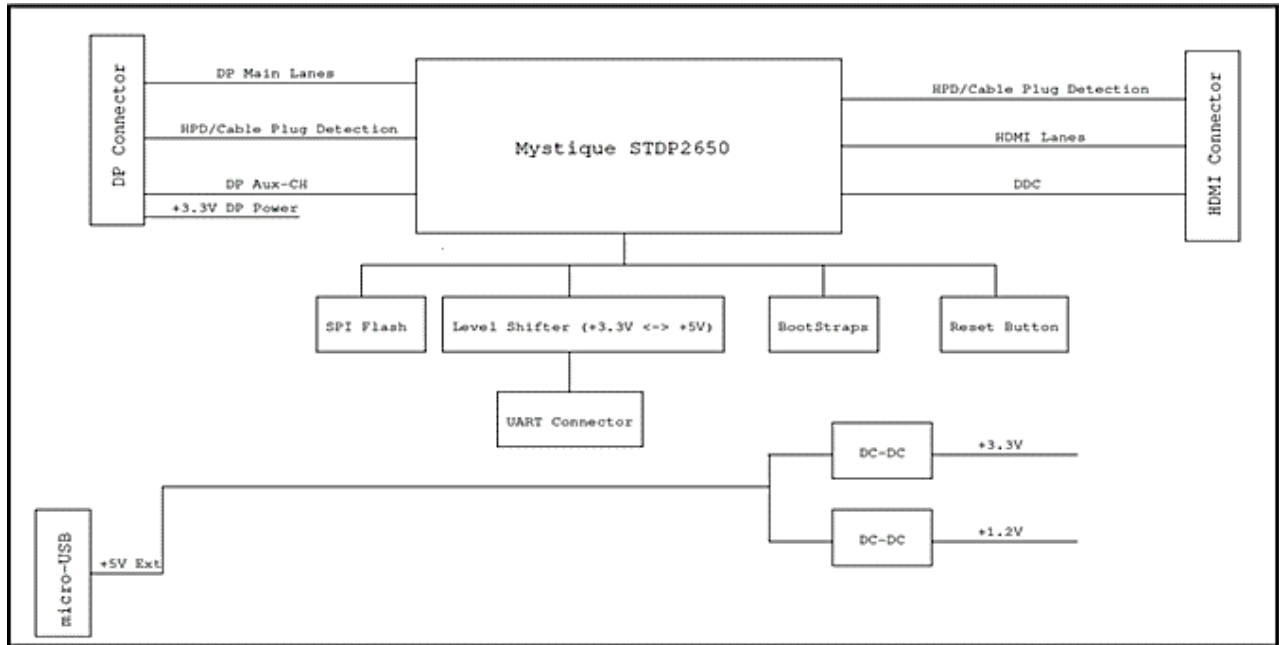 DP Connector
DP Main Lanes
HPD/Cable Plug Detection
DP Aux-CH
+3.3V DP Power
Mystique STDP2650
HPD/Cable Plug Detection
HDMI Lanes
DDC
HDMI Connector
SPI Flash
Level Shifter (+3.3V <-> +5V)
BootStraps
Reset Button
UART Connector
micro-USB
+5V Ext
DC-DC
+3.3V
DC-DC
+1.2V